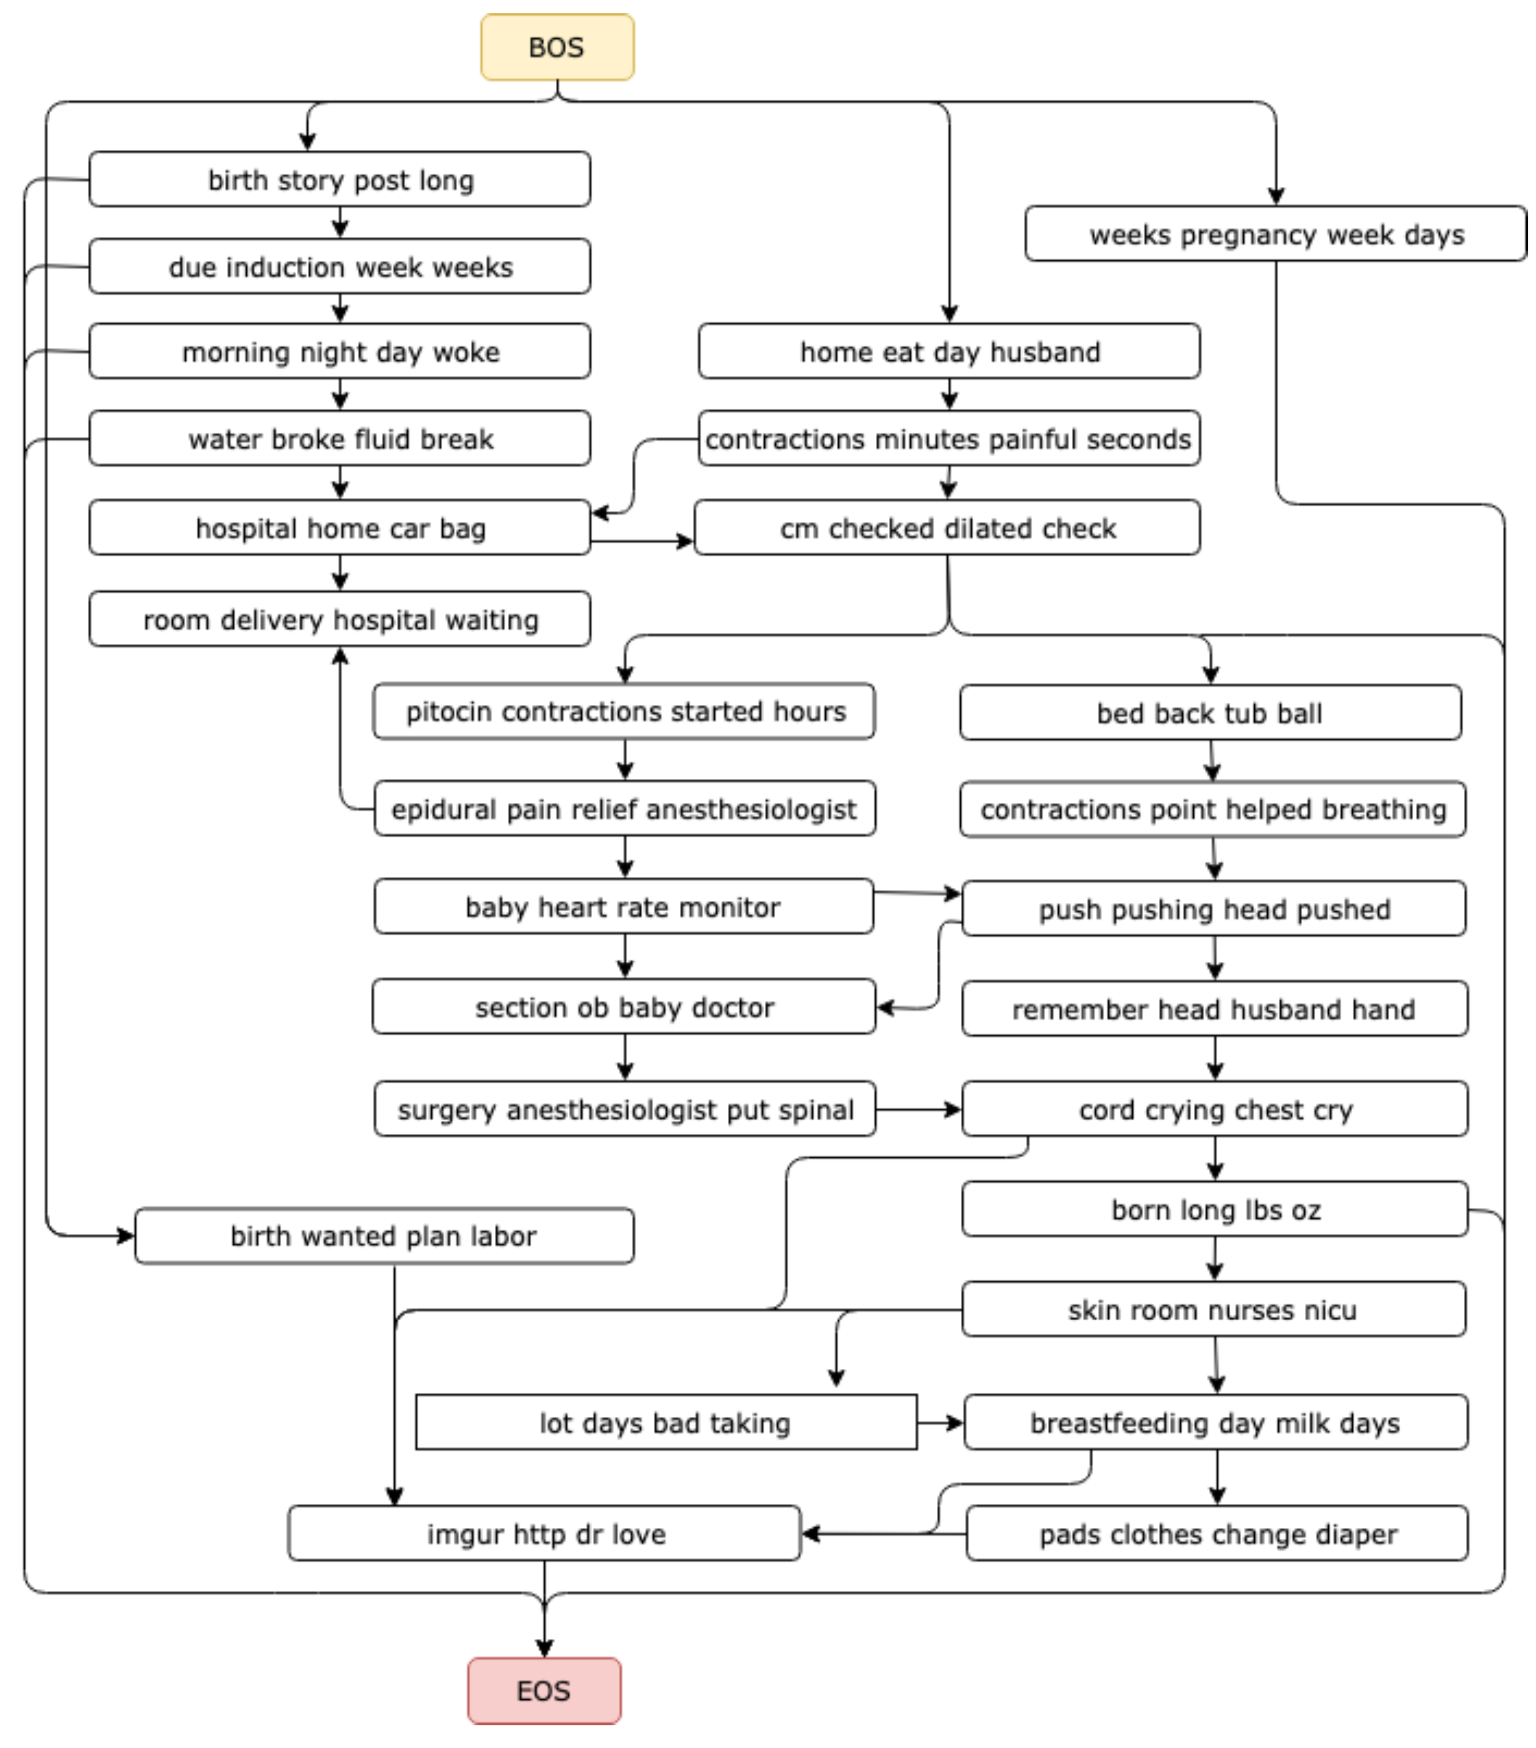 BOS
birth story post long
weeks pregnancy week days
due induction week weeks
morning night day woke
home eat day husband
water broke fluid break
contractions minutes painful seconds
hospital home car bag
cm checked dilated check
room delivery hospital waiting
pitocin contractions started hours
bed back tub ball
epidural pain relief anesthesiologist
contractions point helped breathing
baby heart rate monitor
push pushing head pushed
section ob baby doctor
remember head husband hand
surgery anesthesiologist put spinal
cord crying chest cry
born long lbs oz
birth wanted plan labor
skin room nurses nicu
lot days bad taking
breastfeeding day milk days
imgur http dr love
pads clothes change diaper
EOS